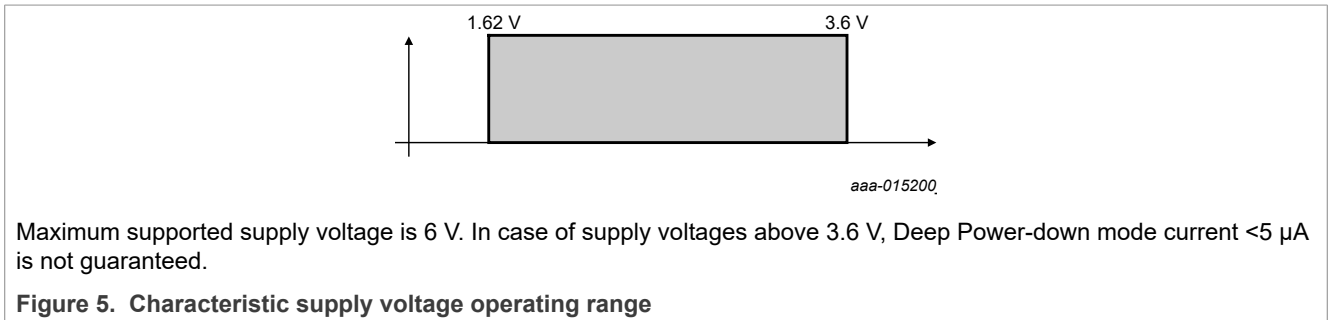 1.62 V 3.6 V
aaa-015200
Maximum supported supply voltage is 6 V. In case of supply voltages above 3.6 V, Deep Power-down mode current <5 µA
is not guaranteed.
Figure 5. Characteristic supply voltage operating range